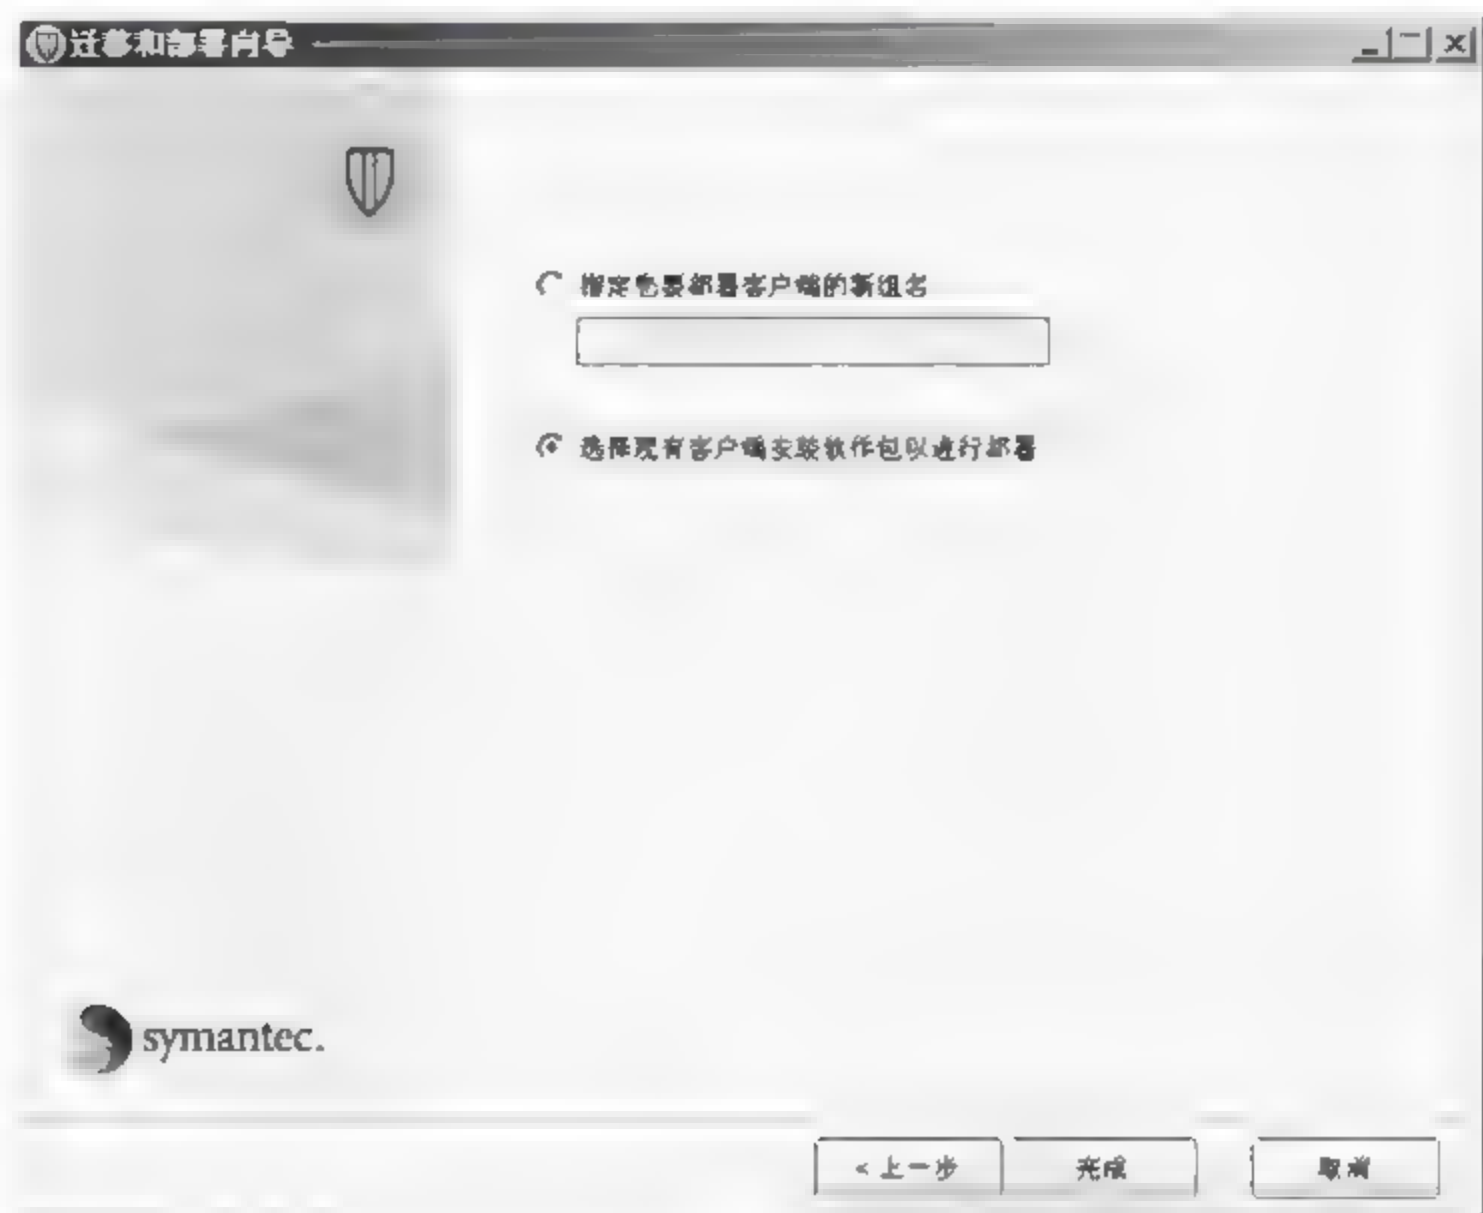 迁移和部署向导
指定您要部署客户端的新组名
选择现有客户端安装软件包以进行部署
symantec.
< 上一步
完成
取消